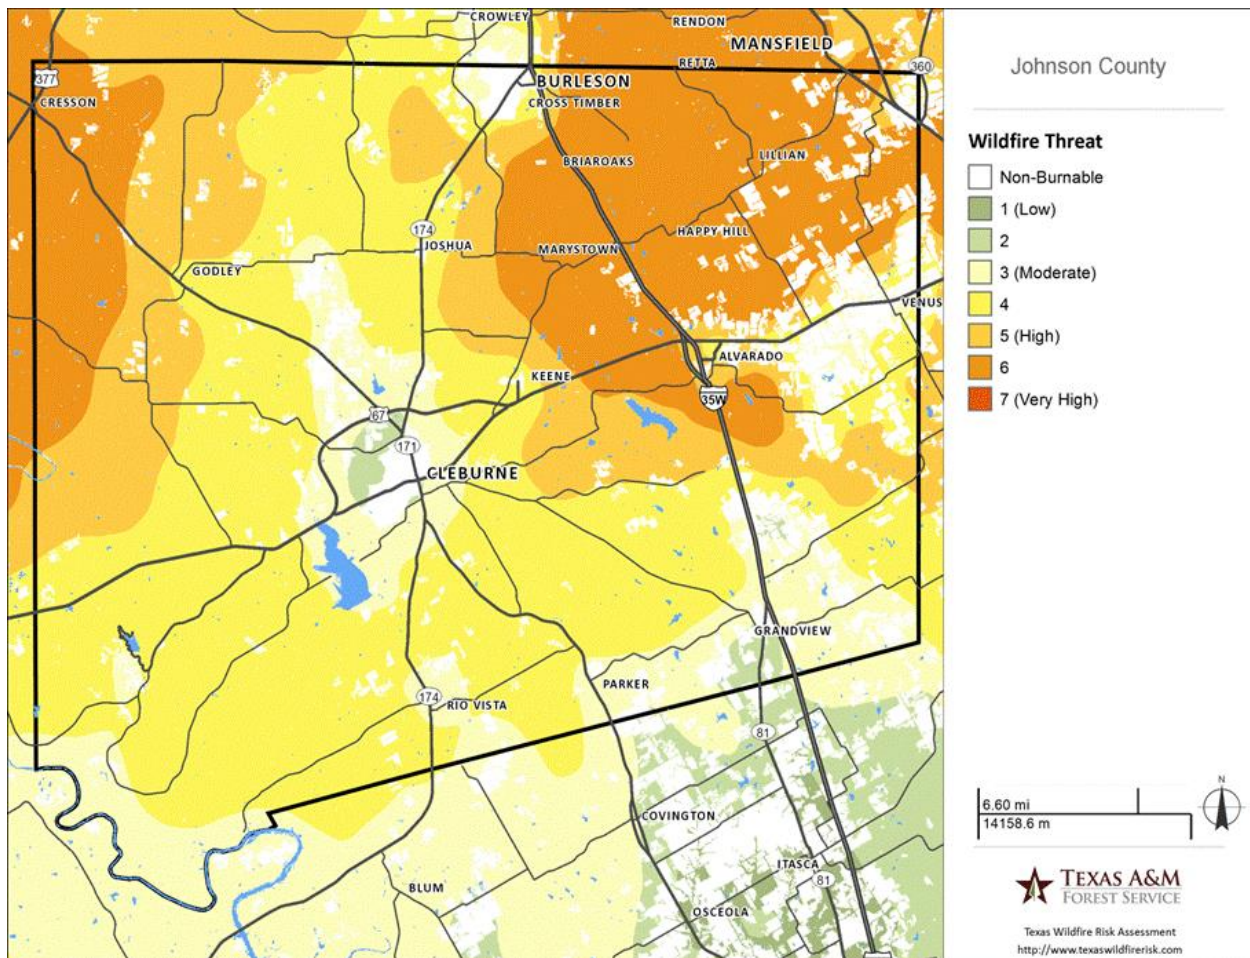 CROWLEY
RENDON
MANSFIELD
RETTA
360
377
CRESSON
BURLESON
CROSS TIMBER
BRIAROAKS
LILLIAN
174
JOSHUA
MARYSTOWN
HAPPY HILL
GODLEY
VENUS
ALVARADO
KEENE
35W
67
171
CLEBURNE
GRANDVIEW
PARKER
174
RIO VISTA
81
COVINGTON
ITASCA
81
BLUM
OSCEOLA
Johnson County
Wildfire Threat
Non-Burnable
1 (Low)
2
3 (Moderate)
4
5 (High)
6
7 (Very High)
6.60 mi
14158.6 m
N
TEXAS A&M
FOREST SERVICE
Texas Wildfire Risk Assessment
http://www.texaswildfirerisk.com